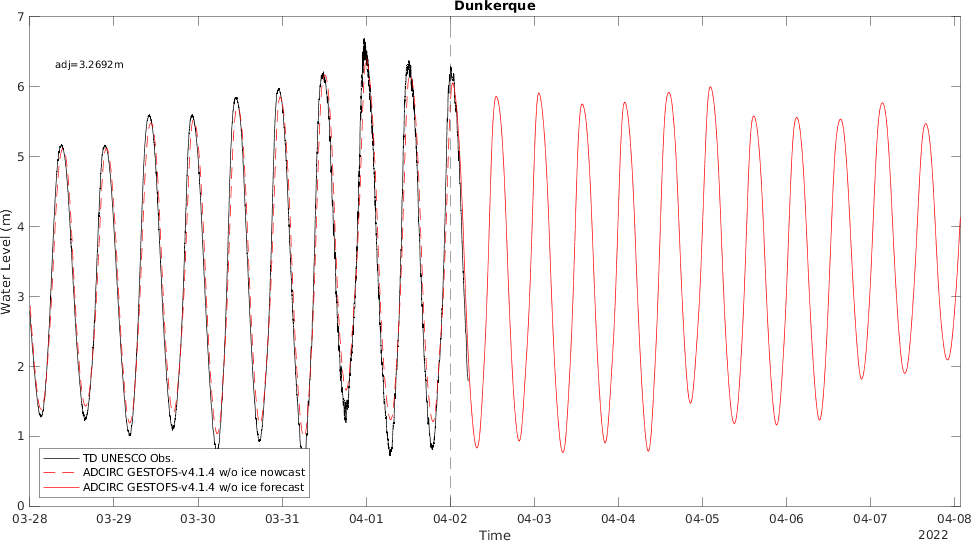 Dunkerque
7
adj=3.2692m
6
5
4
Water Level (m)
3
2
1
TD UNESCO Obs.
ADCIRC GESTOFS-v4.1.4 w/o ice nowcast
ADCIRC GESTOFS-v4.1.4 w/o ice forecast
0
03-28 03-29 03-30 03-31 04-01 04-02 04-03 04-04 04-05 04-06 04-07 04-08
Time
2022